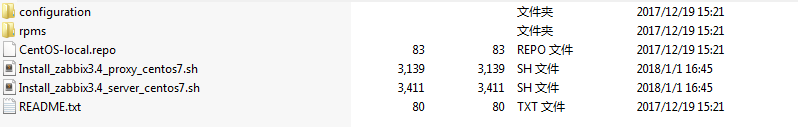 configuration 文件夹 2017/12/19 15:21
rpms 文件夹 2017/12/19 15:21
CentOS-local.repo 83 83 REPO 文件 2017/12/19 15:21
Install_zabbix3.4_proxy_centos7.sh 3,139 3,139 SH 文件 2018/1/1 16:45
Install_zabbix3.4_server_centos7.sh 3,411 3,411 SH 文件 2018/1/1 16:45
README.txt 80 80 TXT 文件 2017/12/19 15:21